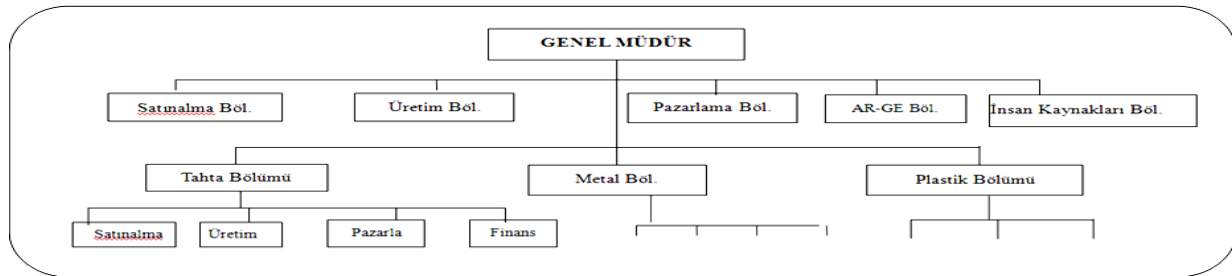 GENEL MÜDÜR
Satınalma Böl.
Üretim Böl.
Pazarlama Böl.
AR-GE Böl.
İnsan Kaynakları Böl.
Tahta Bölümü
Metal Böl.
Plastik Bölümü
Satınalma
Üretim
Pazarla
Finans